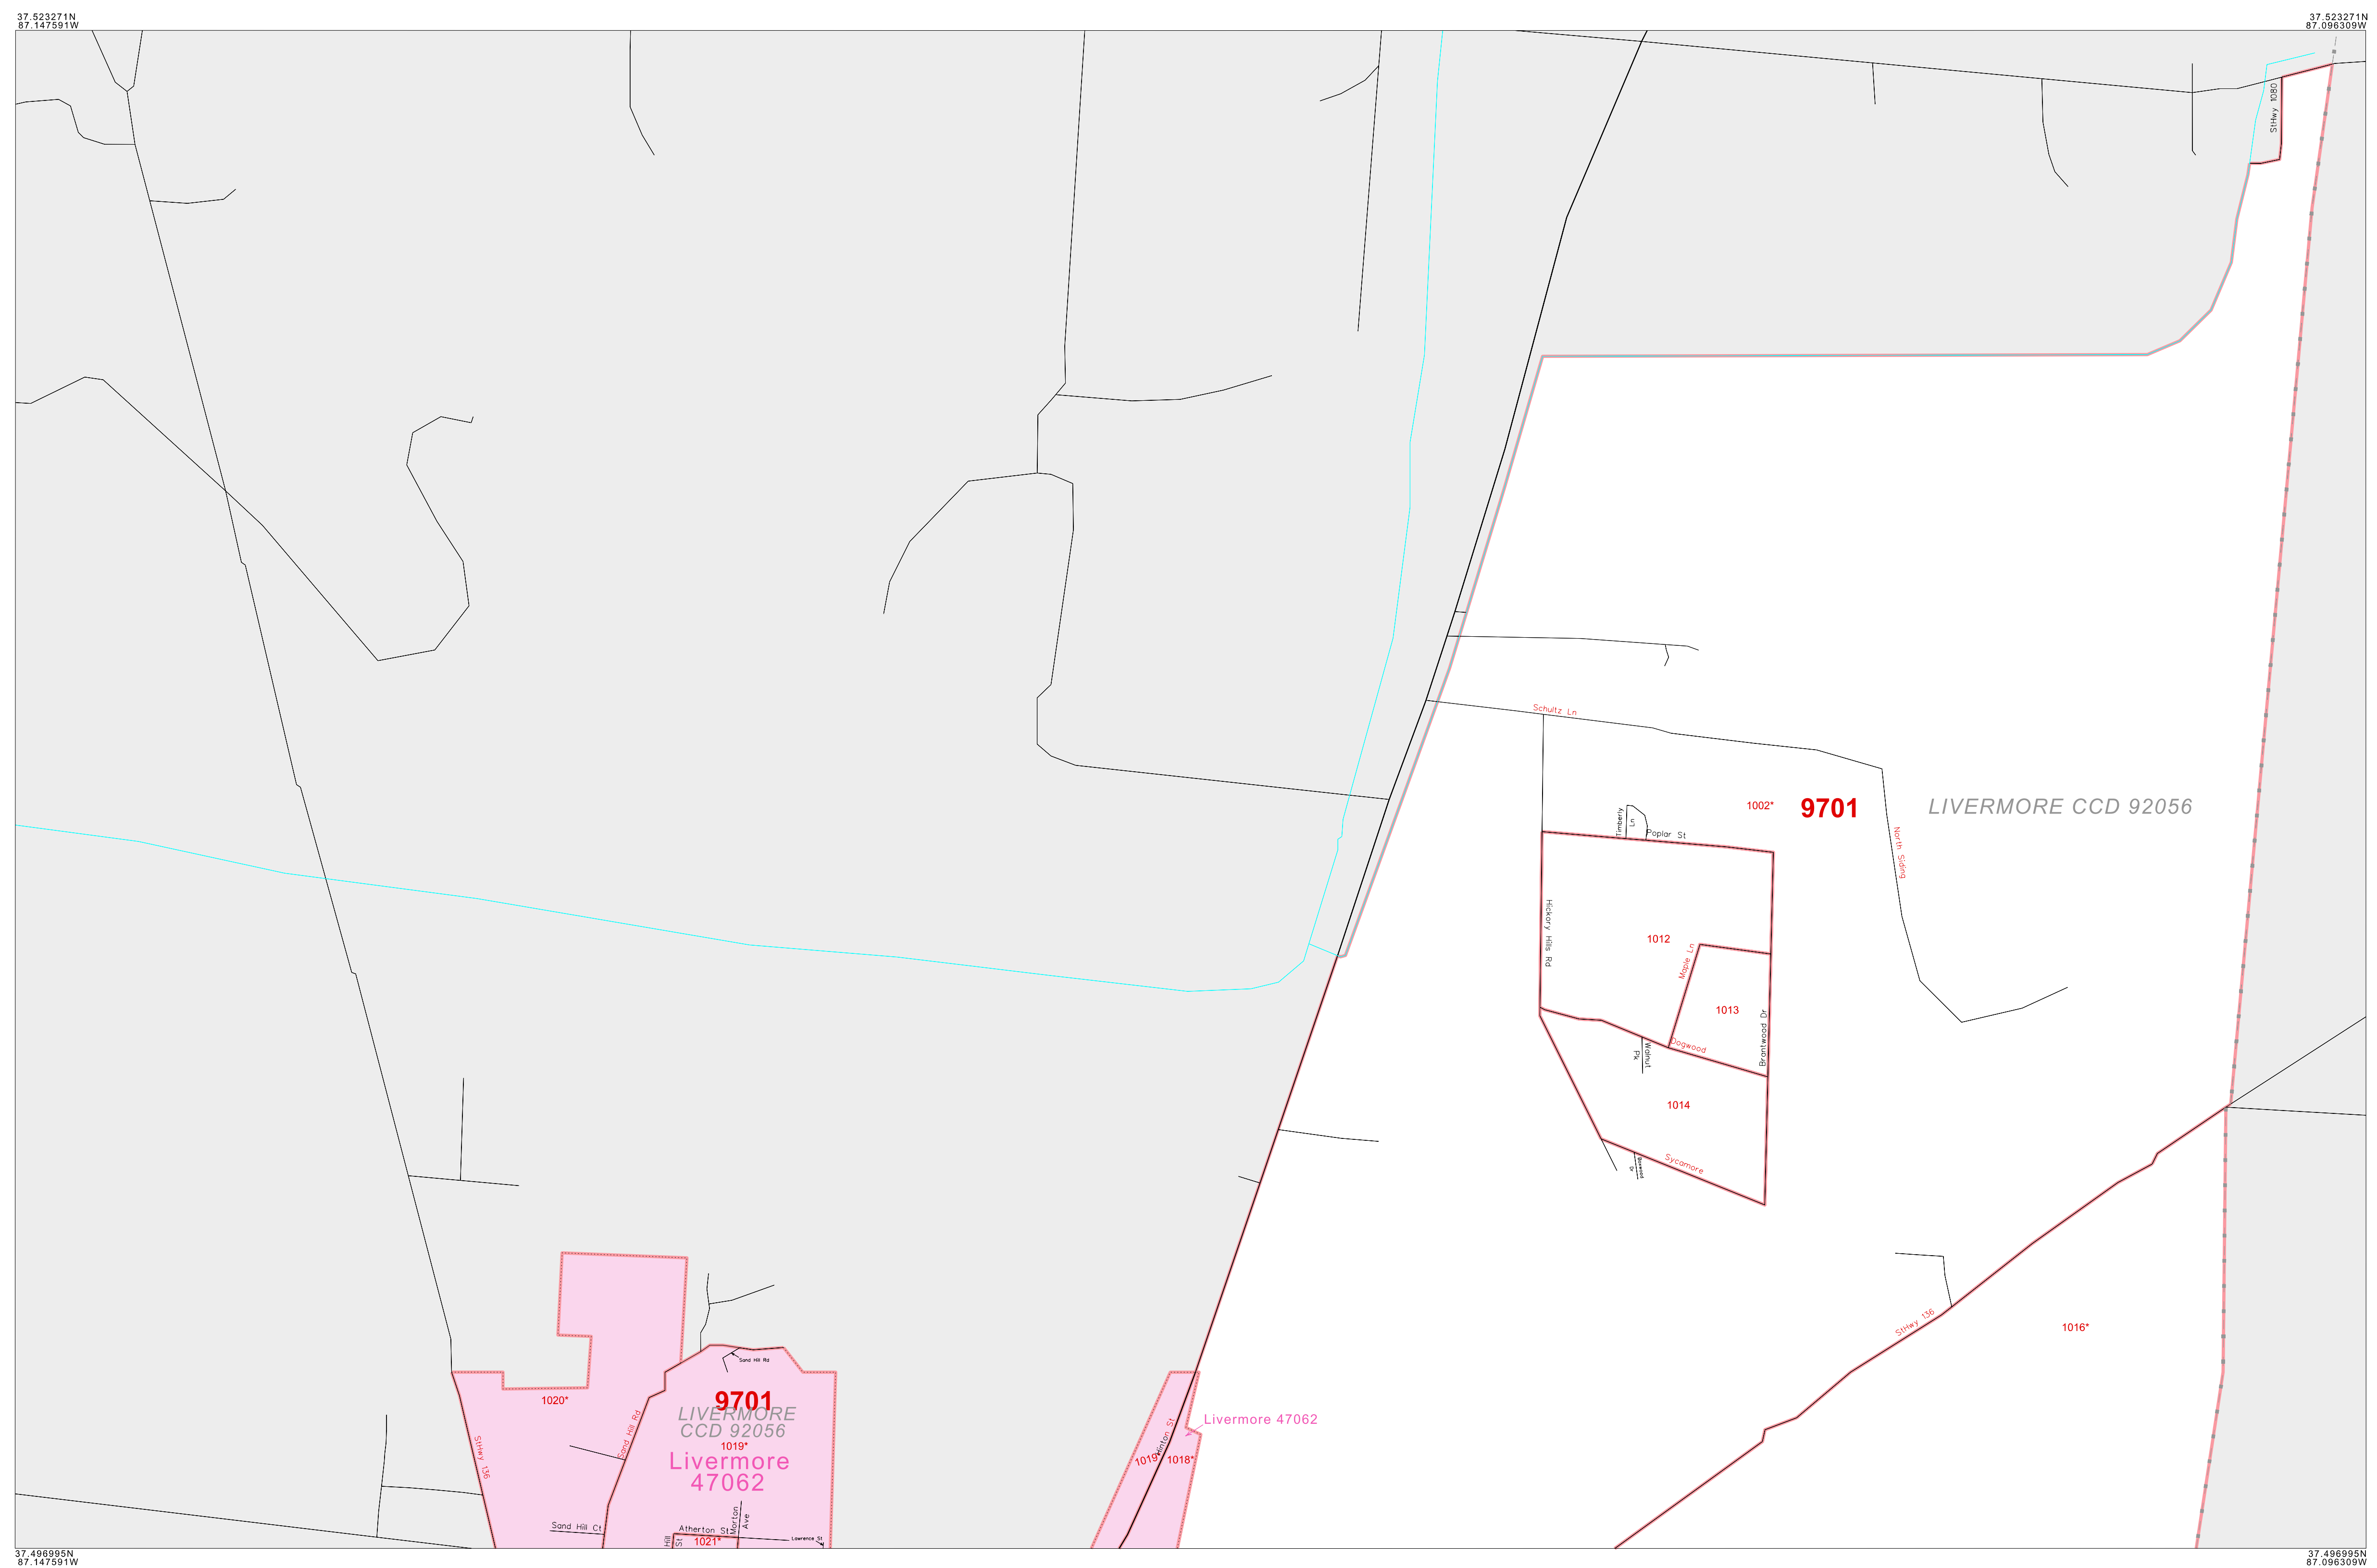 37.523271N
87.147591W
37.523271N
87.096309W
StHwy 1080
Schultz Ln
Timberly
Ln
Poplar St
1002*
9701
LIVERMORE CCD 92056
North Siding
Hickory Hills Rd
1012
Maple Ln
1013
Brantwood Dr
Dogwood
Walnut
Pk
1014
Sycamore
Dr
StHwy 136
1016*
Sand Hill Rd
1020*
9701
LIVERMORE
CCD 92056
Sand Hill Rd
1019*
Livermore
47062
StHwy 136
Livermore 47062
Hinton St
1019*
1018*
Sand Hill Ct
Atherton St
Morton
Ave
Lawrence St
Hill
St
1021*
37.496995N
87.147591W
37.496995N
87.096309W